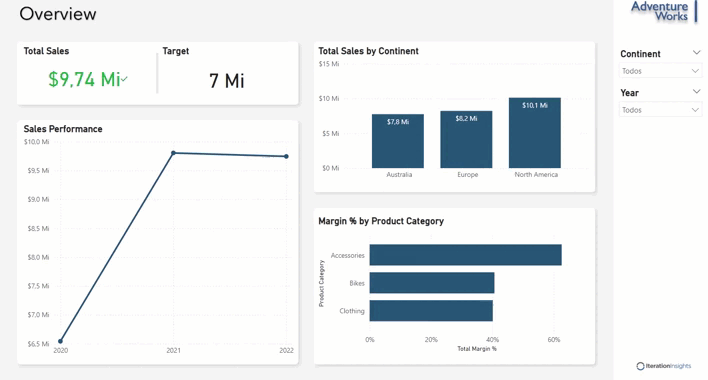 Overview
Adventure
Works
Total Sales
Target
$9,74 Mi
7 Mi
Total Sales by Continent
$15 Mi
$10 Mi
$5 Mi
$0 Mi
$7,8 Mi
$8,2 Mi
$10,1 Mi
Australia
Europe
North America
Continent
Todos
Year
Todos
Sales Performance
$10,0 Mi
$9,5 Mi
$9,0 Mi
$8,5 Mi
$8,0 Mi
$7,5 Mi
$7,0 Mi
$6,5 Mi
2020
2021
2022
Margin % by Product Category
Product Category
Accessories
Bikes
Clothing
0%
20%
40%
60%
Total Margin %
IterationInsights